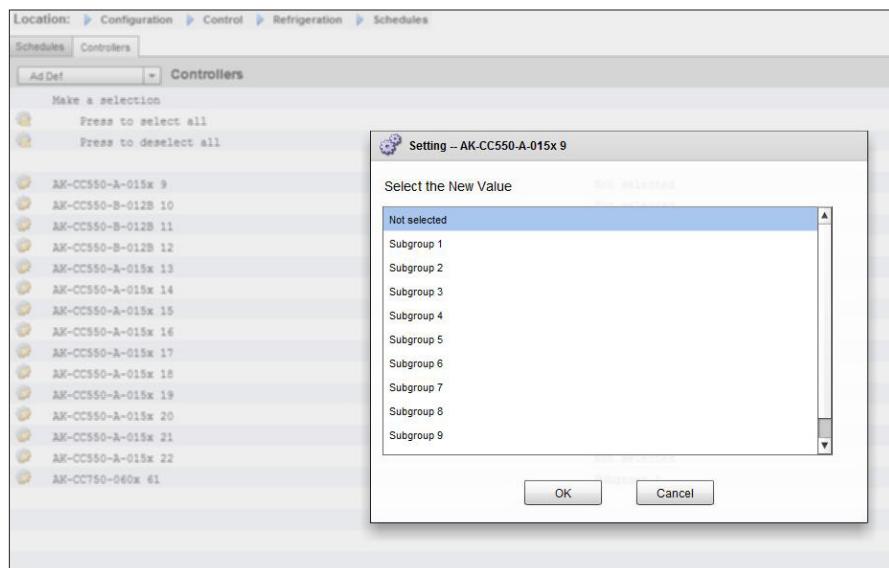 Location: Configuration Control Refrigeration Schedules
Schedules Controllers
Ad Def Controllers
Make a selection
Press to select all
Press to deselect all
AK-CC550-A-015x 9
AK-CC550-B-012B 10
AK-CC550-B-012B 11
AK-CC550-B-012B 12
AK-CC550-A-015x 13
AK-CC550-A-015x 14
AK-CC550-A-015x 15
AK-CC550-A-015x 16
AK-CC550-A-015x 17
AK-CC550-A-015x 18
AK-CC550-A-015x 19
AK-CC550-A-015x 20
AK-CC550-A-015x 21
AK-CC550-A-015x 22
AK-CC750-060x 61
Setting -- AK-CC550-A-015x 9
Select the New Value
Not selected
Not selected
Subgroup 1
Subgroup 2
Subgroup 3
Subgroup 4
Subgroup 5
Subgroup 6
Subgroup 7
Subgroup 8
Subgroup 9
Not selected
OK Cancel